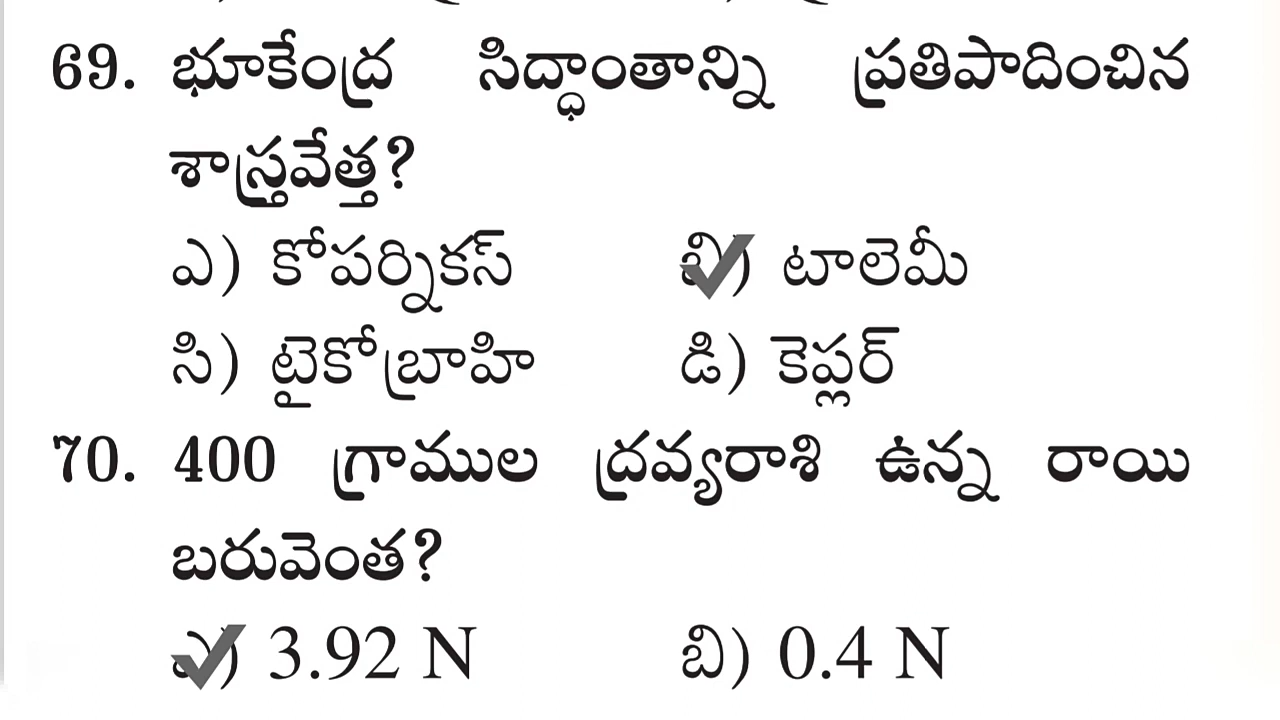 69. భూకేంద్ర సిద్ధాంతాన్ని ప్రతిపాదించిన
శాస్త్రవేత్త?
ఎ) కోపర్నికస్ బి) టాలెమీ
సి) టైకోబ్రాహి డి) కెప్లర్
70. 400 గ్రాముల ద్రవ్యరాశి ఉన్న రాయి
బరువెంత?
ఎ) 3.92 N బి) 0.4 N